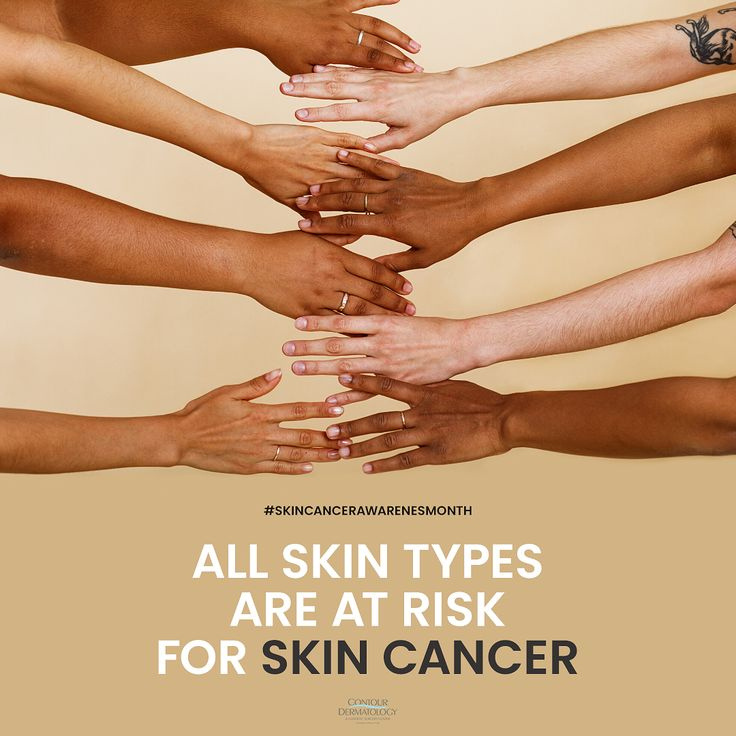 #SKINCANCERAWARENESMONTH
ALL SKIN TYPES
ARE AT RISK
FOR SKIN CANCER
CONTOUR
DERMATOLOGY